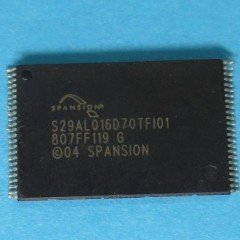 SPANSION
S29AL016D70TFI01
807FF119 G
©04 SPANSION